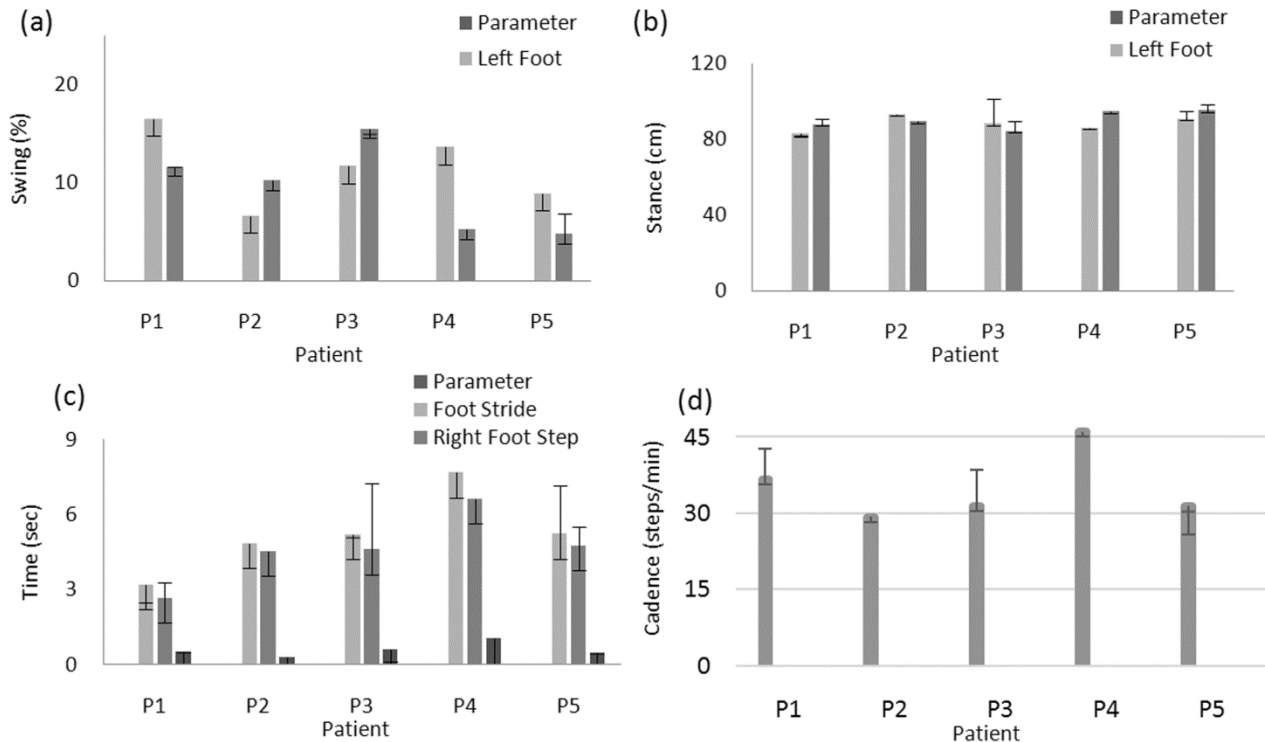 (a)
Parameter
Left Foot
20
10
0
Swing (%)
P1 P2 P3 P4 P5
Patient
(b)
Parameter
Left Foot
120
80
40
0
Stance (cm)
P1 P2 P3 P4 P5
Patient
(c)
Parameter
Foot Stride
Right Foot Step
9
6
3
0
Time (sec)
P1 P2 P3 P4 P5
Patient
(d)
45
30
15
0
Cadence (steps/min)
P1 P2 P3 P4 P5
Patient